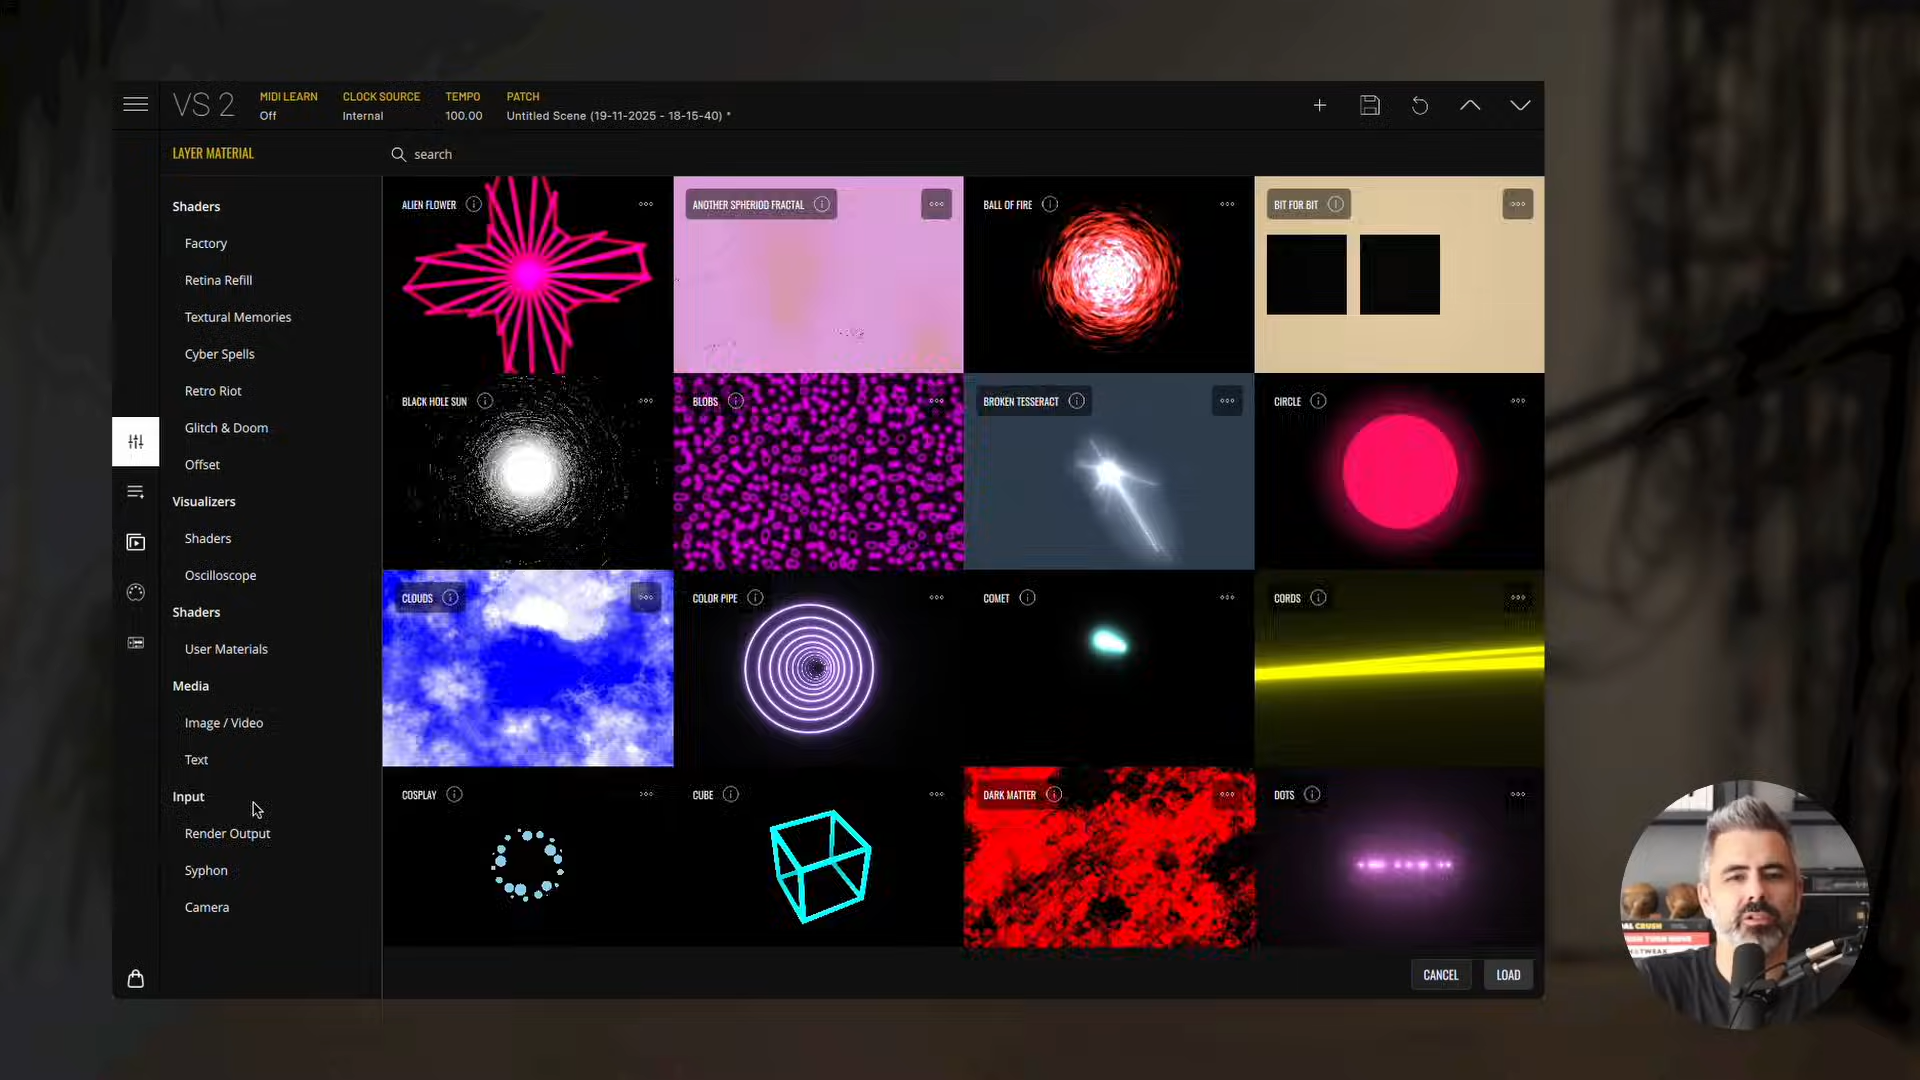 VS 2
MIDI LEARN
Off
CLOCK SOURCE
Internal
TEMPO
100.00
PATCH
Untitled Scene (19-11-2025 - 18-15-40) *
LAYER MATERIAL
search
Shaders
Factory
Retina Refill
Textural Memories
Cyber Spells
Retro Riot
Glitch & Doom
Offset
Visualizers
Shaders
Oscilloscope
Shaders
User Materials
Media
Image / Video
Text
Input
Render Output
Syphon
Camera
ALIEN FLOWER
ANOTHER SPHERIOD FRACTAL
BALL OF FIRE
BIT FOR BIT
BLACK HOLE SUN
BLOBS
BROKEN TESSERACT
CIRCLE
CLOUDS
COLOR PIPE
COMET
CORDS
COSPLAY
CUBE
DARK MATTER
DOTS
CANCEL
LOAD